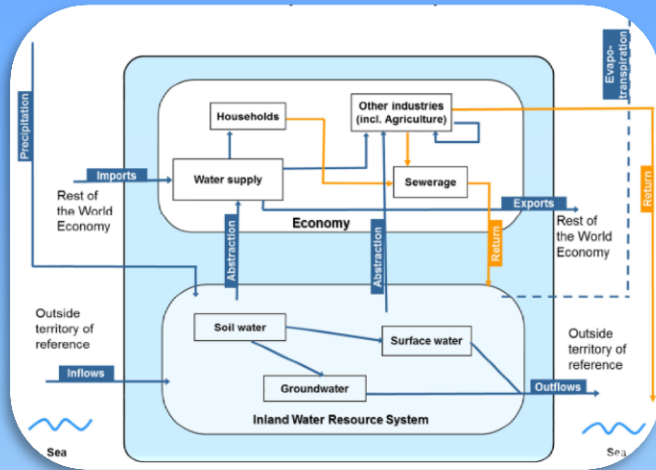 Precipitation
Evapo-
transpiration
Households
Other industries
(incl. Agriculture)
Imports
Water supply
Sewerage
Return
Rest of
the World
Economy
Exports
Economy
Rest of
the World
Economy
Abstraction
Abstraction
Return
Outside
territory of
reference
Soil water
Surface water
Outside
territory of
reference
Inflows
Groundwater
Outflows
Inland Water Resource System
Sea
Sea